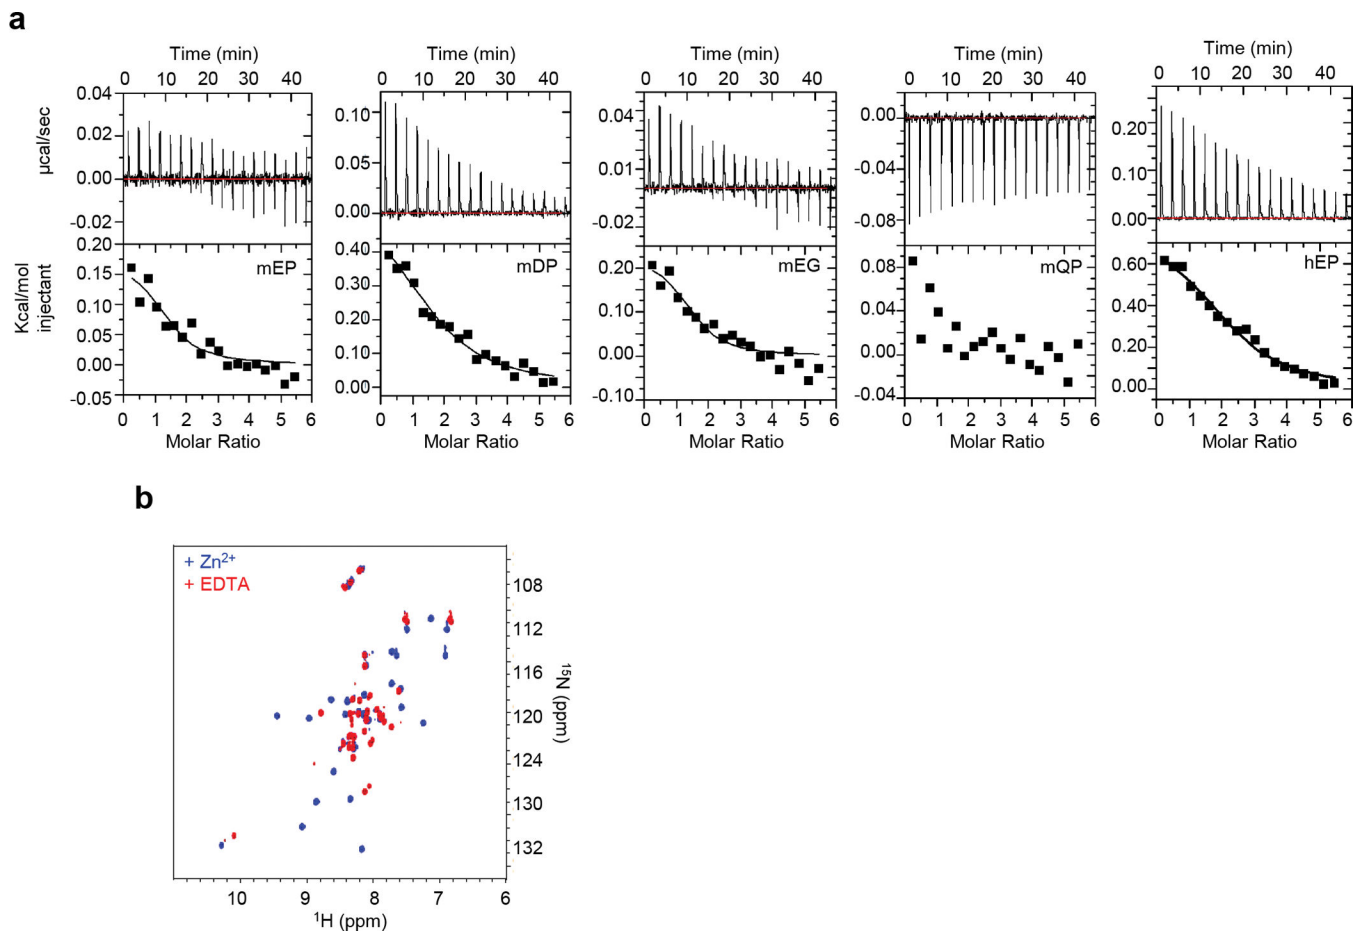 a
Time (min)
0 10 20 30 40
Time (min)
0 10 20 30 40
Time (min)
0 10 20 30 40
Time (min)
0 10 20 30 40
Time (min)
0 10 20 30 40
µcal/sec
0.04
0.02
0.00
-0.02
0.10
0.05
0.00
0.04
0.01
0.00
-0.02
0.00
-0.04
-0.08
0.20
0.10
0.00
Kcal/mol
injectant
0.20
0.15
0.10
0.05
0.00
-0.05
mEP
0.40
0.30
0.20
0.10
0.00
mDP
0.20
0.10
0.00
-0.10
mEG
0.08
0.04
0.00
-0.04
mQP
0.60
0.40
0.20
0.00
hEP
0 1 2 3 4 5 6
Molar Ratio
0 1 2 3 4 5 6
Molar Ratio
0 1 2 3 4 5 6
Molar Ratio
0 1 2 3 4 5 6
Molar Ratio
0 1 2 3 4 5 6
Molar Ratio
b
+ Zn²⁺
+ EDTA
108
112
116
120
124
130
132
¹⁵N (ppm)
10 9 8 7 6
¹H (ppm)